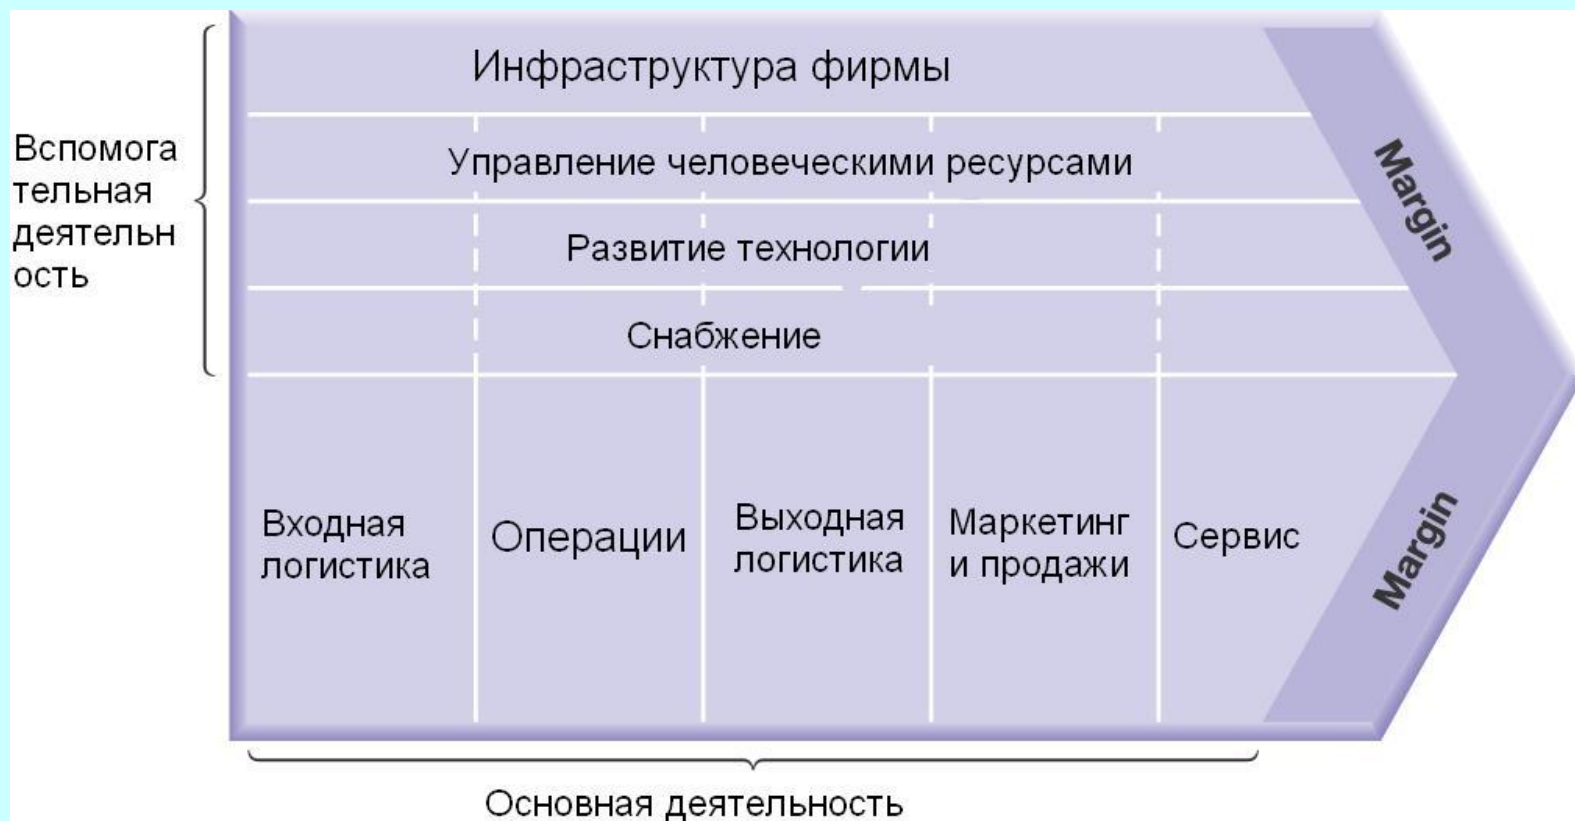 Инфраструктура фирмы
Вспомога
тельная
деятельн
ость
Управление человеческими ресурсами
Развитие технологии
Снабжение
Margin
Входная
логистика
Операции
Выходная
логистика
Маркетинг
и продажи
Сервис
Margin
Основная деятельность